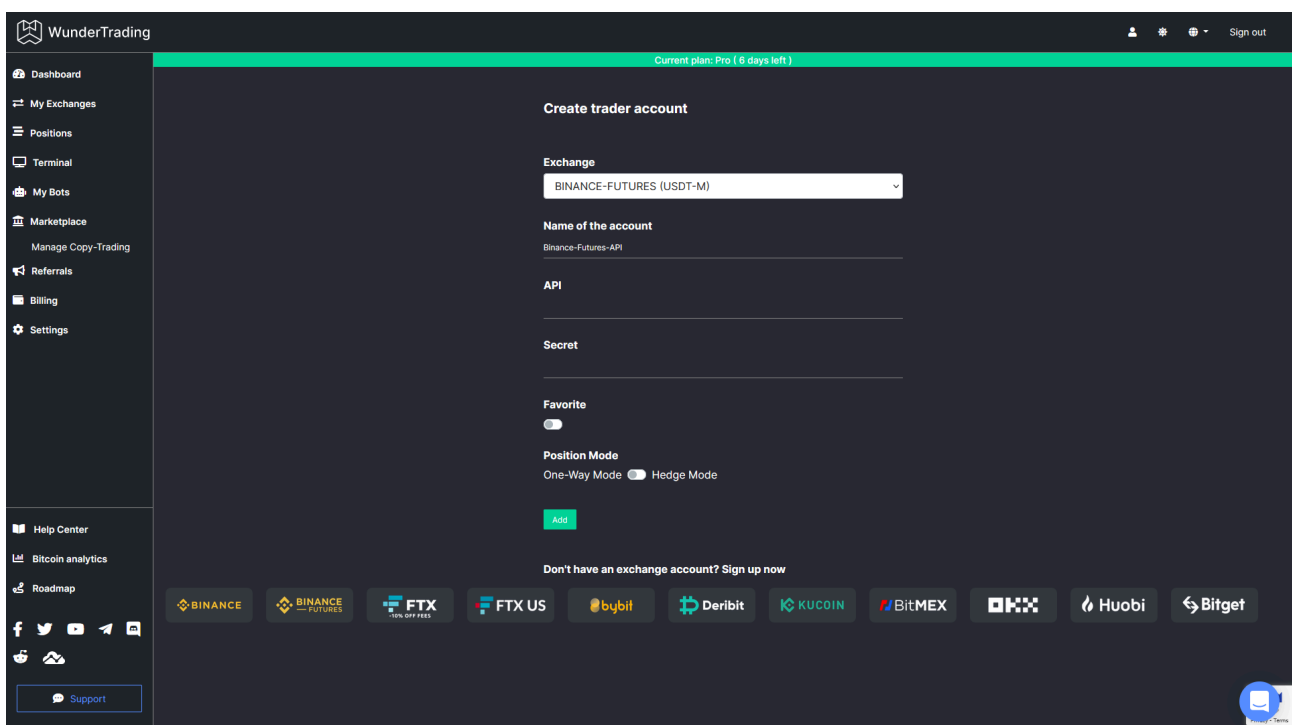 WunderTrading
Sign out
Current plan: Pro ( 6 days left )
Dashboard
My Exchanges
Positions
Terminal
My Bots
Marketplace
Manage Copy-Trading
Referrals
Billing
Settings
Help Center
Bitcoin analytics
Roadmap
Support
Create trader account
Exchange
BINANCE-FUTURES (USDT-M)
Name of the account
Binance-Futures-API
API
Secret
Favorite
Position Mode
One-Way Mode Hedge Mode
Add
Don't have an exchange account? Sign up now
BINANCE
BINANCE
FUTURES
FTX
-10% OFF FEES
FTX US
bybit
Deribit
KUCOIN
BitMEX
OKX
Huobi
Bitget
Privacy - Terms